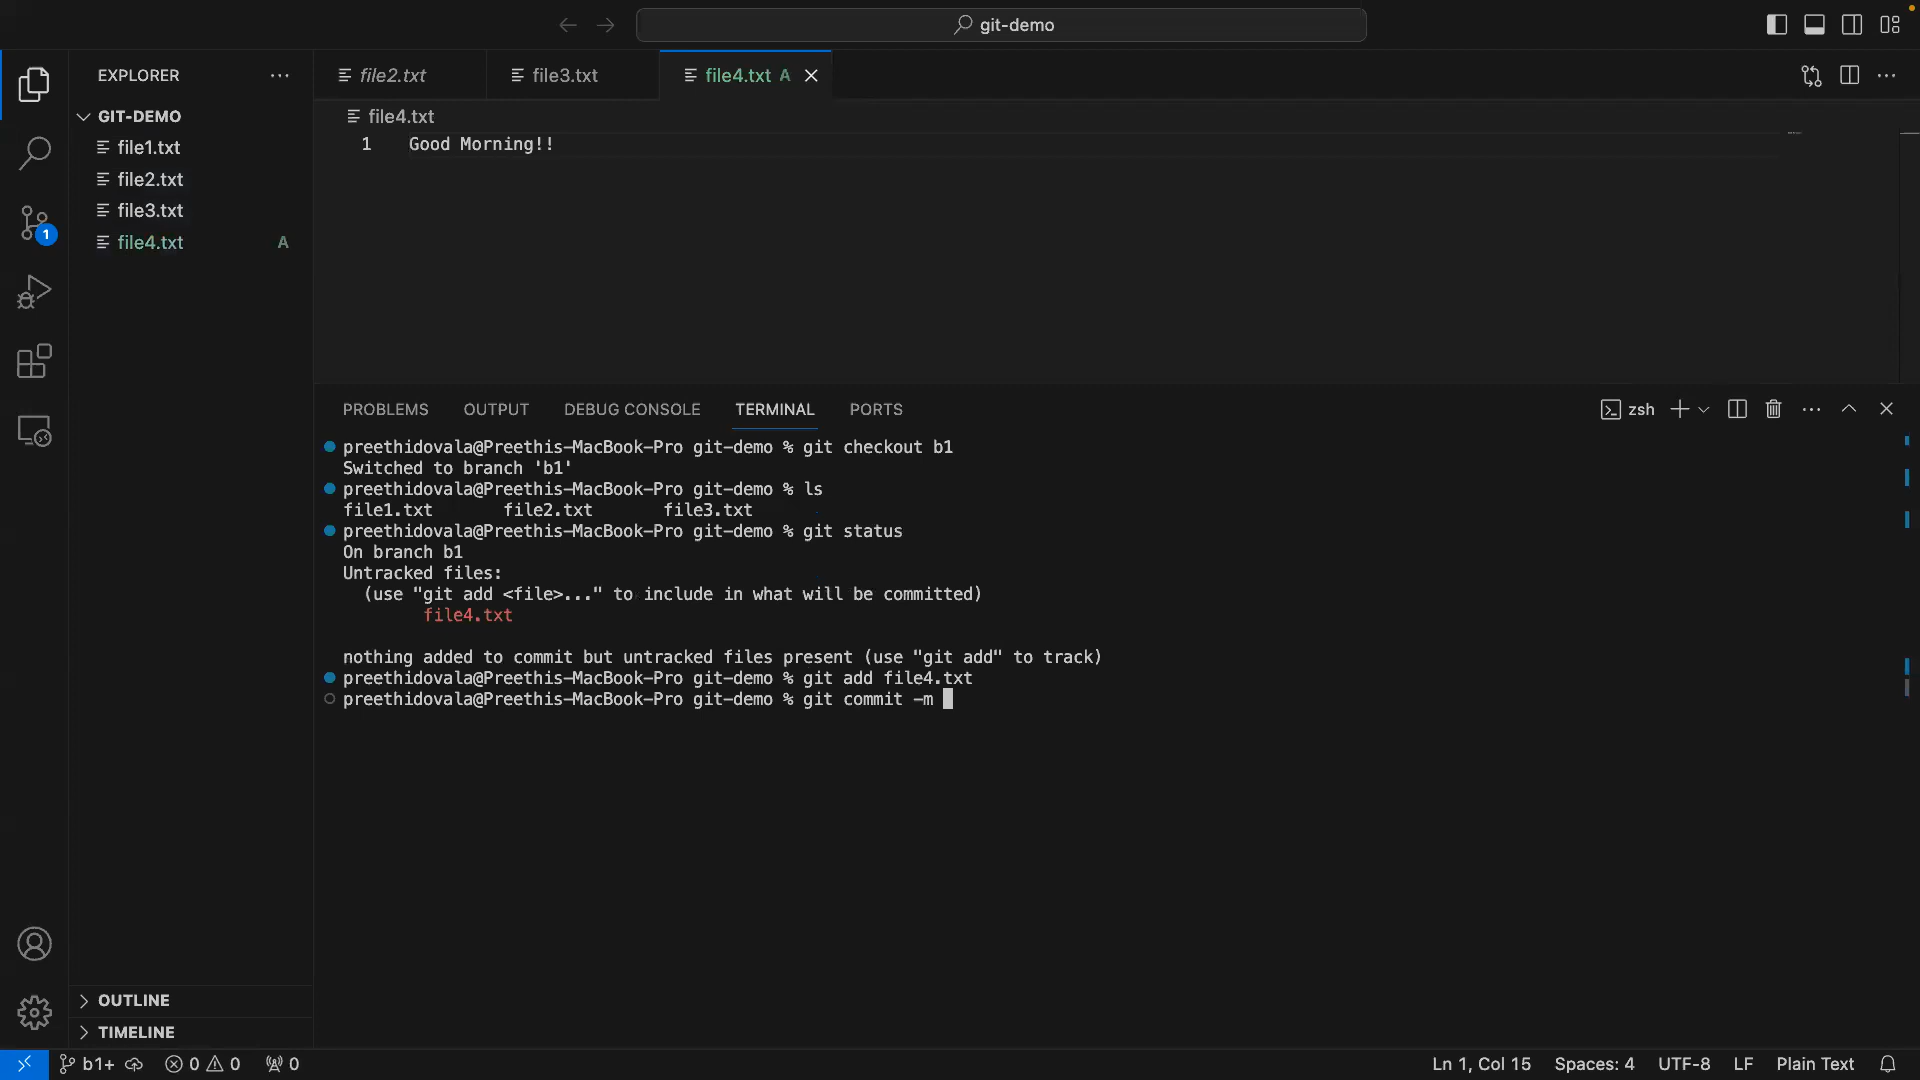 git-demo
EXPLORER
GIT-DEMO
file1.txt
file2.txt
file3.txt
file4.txt A
1
file2.txt
file3.txt
file4.txt A
file4.txt
1 Good Morning!!
PROBLEMS OUTPUT DEBUG CONSOLE TERMINAL PORTS
zsh
preethidovala@Preethis-MacBook-Pro git-demo % git checkout b1
Switched to branch 'b1'
preethidovala@Preethis-MacBook-Pro git-demo % ls
file1.txt file2.txt file3.txt
preethidovala@Preethis-MacBook-Pro git-demo % git status
On branch b1
Untracked files:
(use "git add <file>..." to include in what will be committed)
file4.txt
nothing added to commit but untracked files present (use "git add" to track)
preethidovala@Preethis-MacBook-Pro git-demo % git add file4.txt
preethidovala@Preethis-MacBook-Pro git-demo % git commit -m
OUTLINE
TIMELINE
b1+ 0 0 0
Ln 1, Col 15 Spaces: 4 UTF-8 LF Plain Text